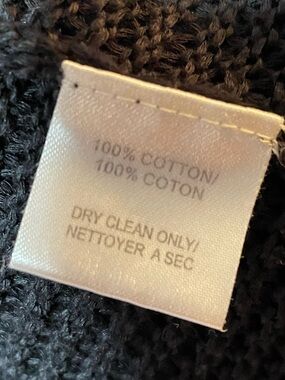 100% COTTON/
100% COTON
DRY CLEAN ONLY/
NETTOYER A SEC